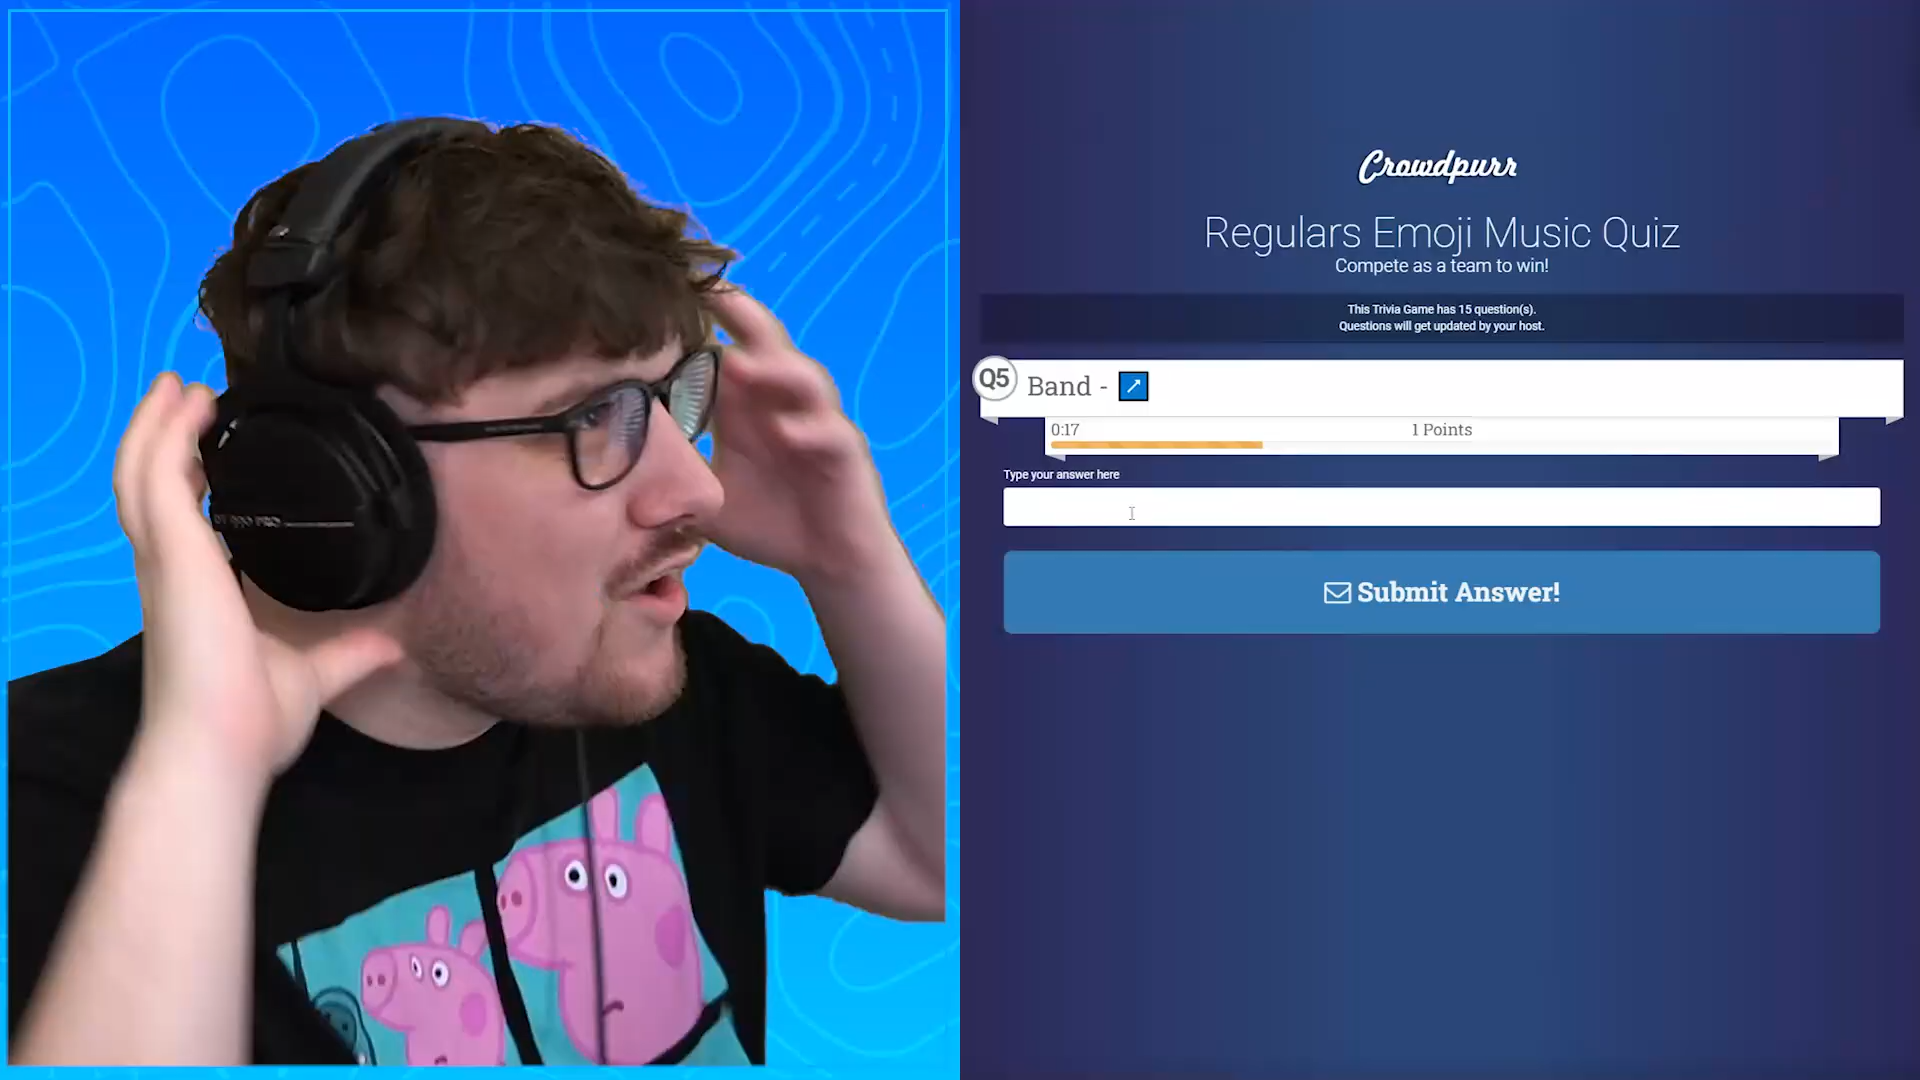 Crowdpurr
Regulars Emoji Music Quiz
Compete as a team to win!
This Trivia Game has 15 question(s).
Questions will get updated by your host.
Q5 Band - ↗
0:17 1 Points
Type your answer here
Submit Answer!